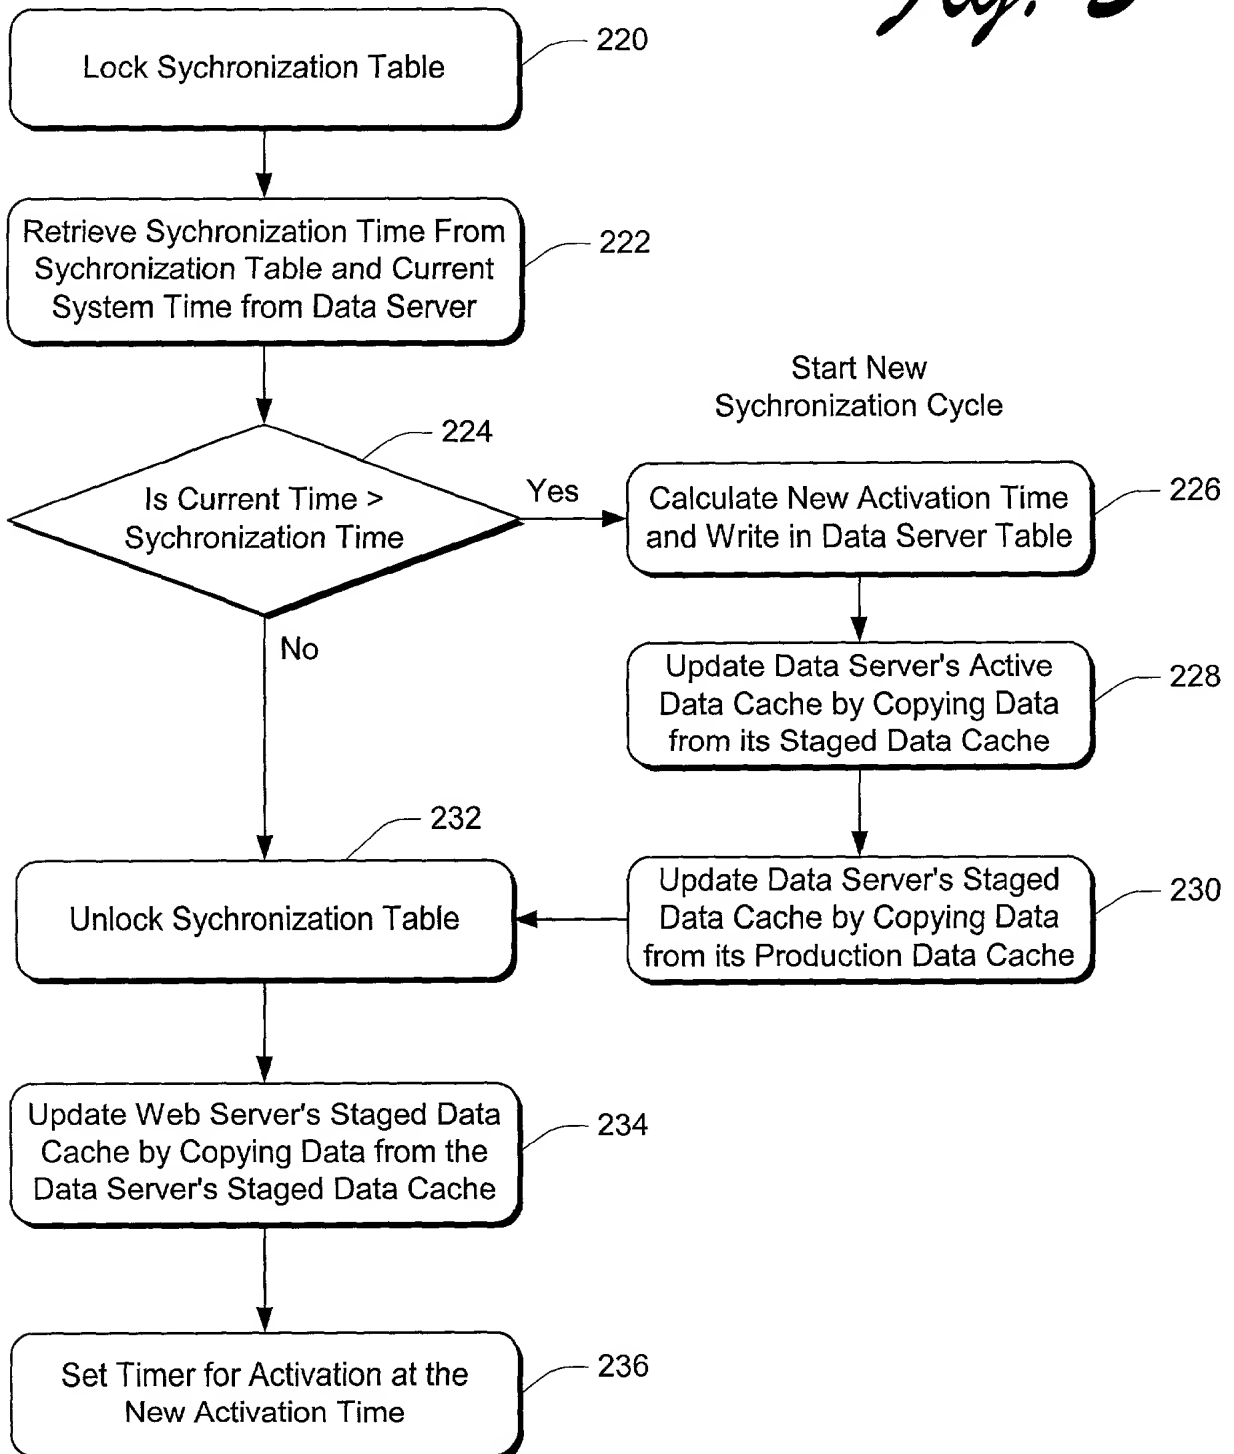 Fig.
Lock Sychronization Table
220
Retrieve Sychronization Time From
Sychronization Table and Current
System Time from Data Server
222
Start New
Sychronization Cycle
224
Is Current Time >
Sychronization Time
Yes
No
Calculate New Activation Time
and Write in Data Server Table
226
Update Data Server's Active
Data Cache by Copying Data
from its Staged Data Cache
228
232
Unlock Sychronization Table
Update Data Server's Staged
Data Cache by Copying Data
from its Production Data Cache
230
Update Web Server's Staged Data
Cache by Copying Data from the
Data Server's Staged Data Cache
234
Set Timer for Activation at the
New Activation Time
236